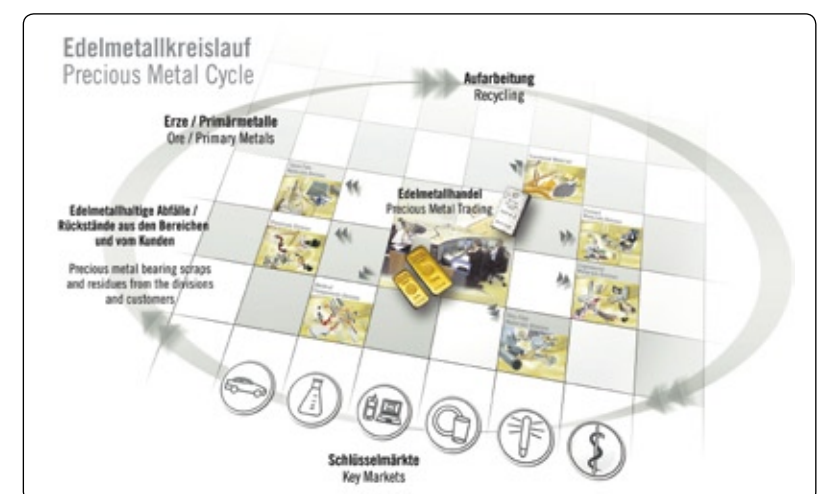 Edelmetallkreislauf
Precious Metal Cycle
Aufarbeitung
Recycling
Erze / Primärmetalle
Ore / Primary Metals
Edelmetallhandel
Precious Metal Trading
Edelmetallhaltige Abfälle /
Rückstände aus den Bereichen
und vom Kunden
Precious metal bearing scraps
and residues from the divisions
and customers
Schlüsselmärkte
Key Markets